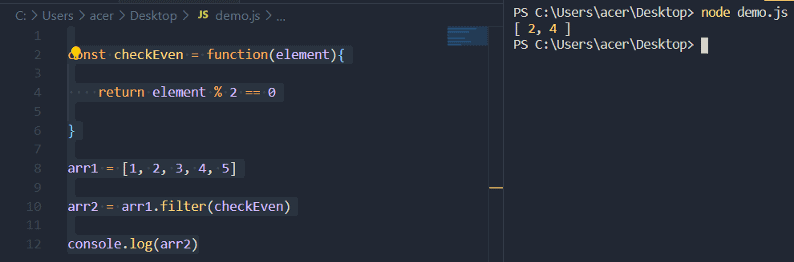 C: > Users > acer > Desktop > JS demo.js > ...
1
2 const checkEven = function(element){
3
4     return element % 2 == 0
5
6 }
7
8 arr1 = [1, 2, 3, 4, 5]
9
10 arr2 = arr1.filter(checkEven)
11
12 console.log(arr2)
PS C:\Users\acer\Desktop> node demo.js
[ 2, 4 ]
PS C:\Users\acer\Desktop>